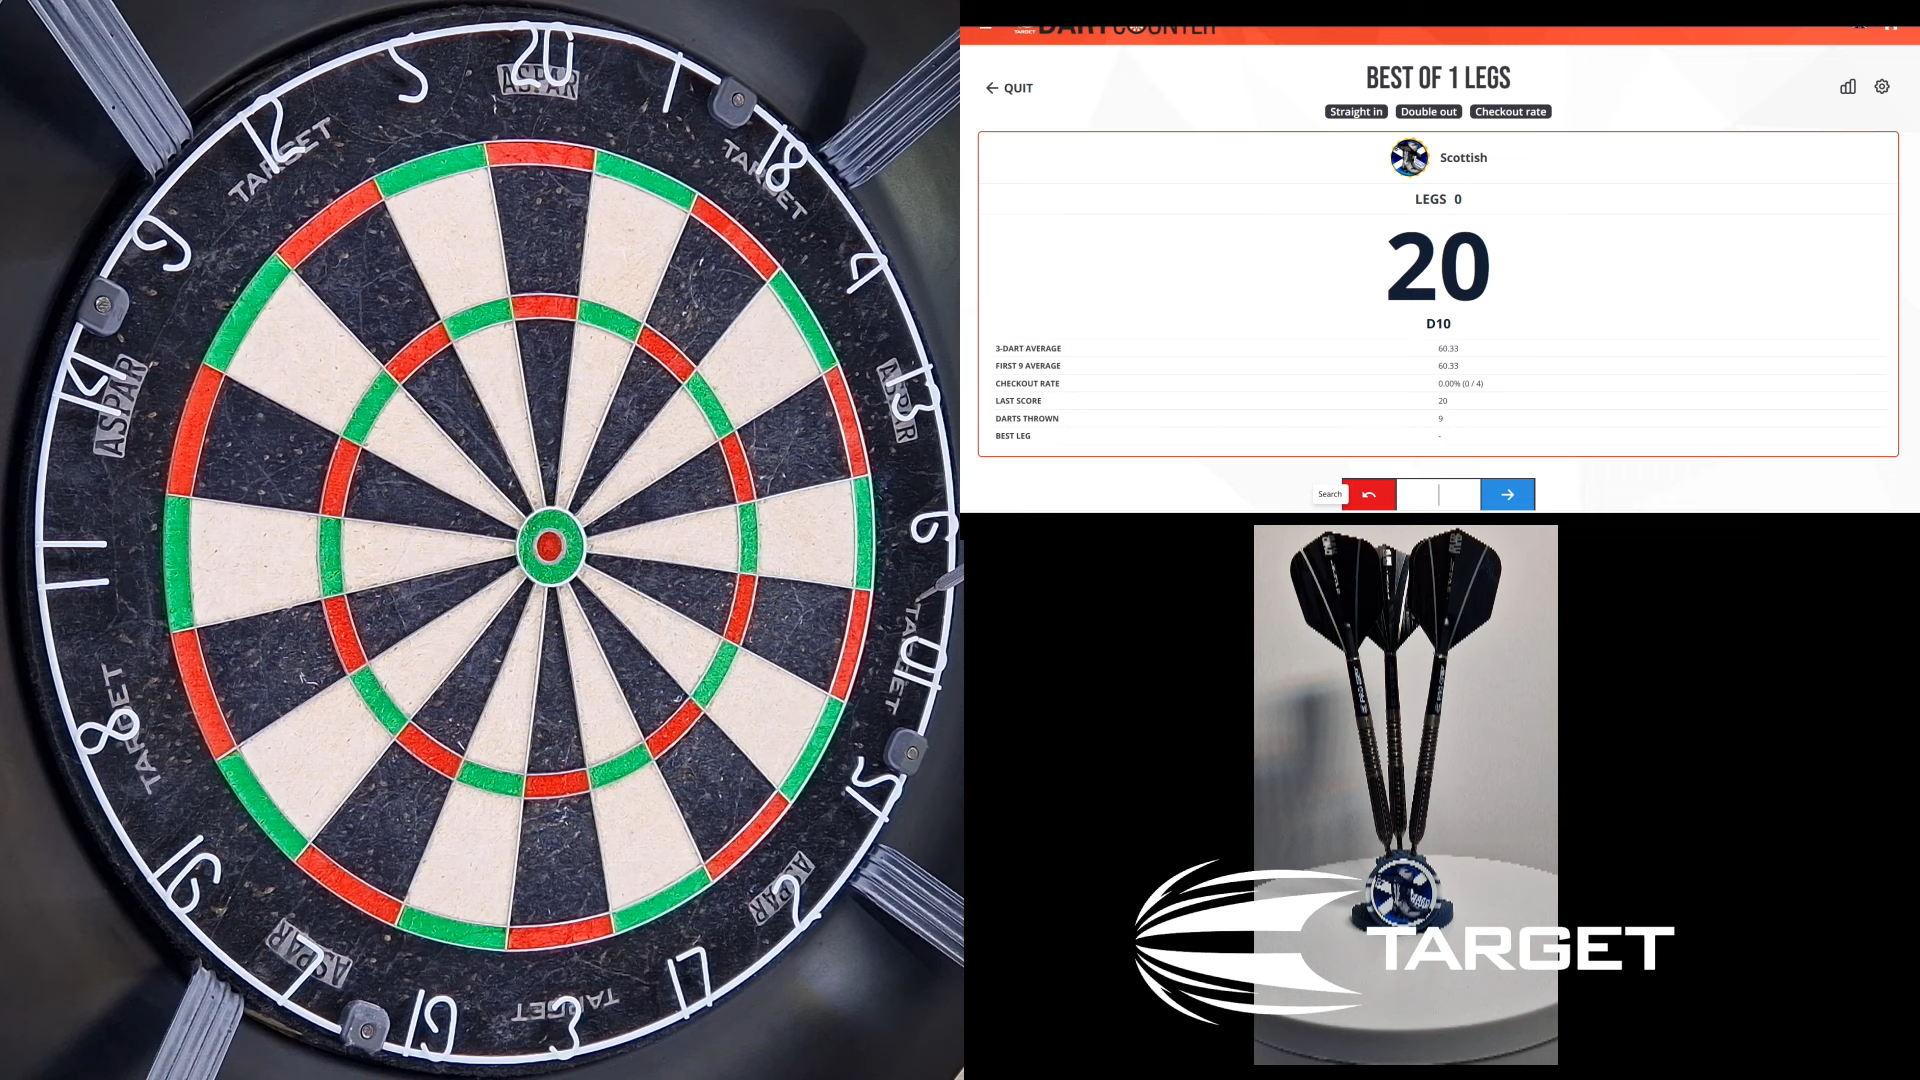 20
5
1
12
18
9
4
14
13
11
6
8
10
16
15
7
2
19
3
17
ASPAR
TARGET
TARGET
ASPAR
ASPAR
TARGET
TARGET
ASPAR
ASPAR
TARGET
TARGET DARTCOUNTER
QUIT
BEST OF 1 LEGS
Straight in Double out Checkout rate
Scottish
LEGS 0
20
D10
3-DART AVERAGE 60.33
FIRST 9 AVERAGE 60.33
CHECKOUT RATE 0.00% (0 / 4)
LAST SCORE 20
DARTS THROWN 9
BEST LEG -
Search
TARGET